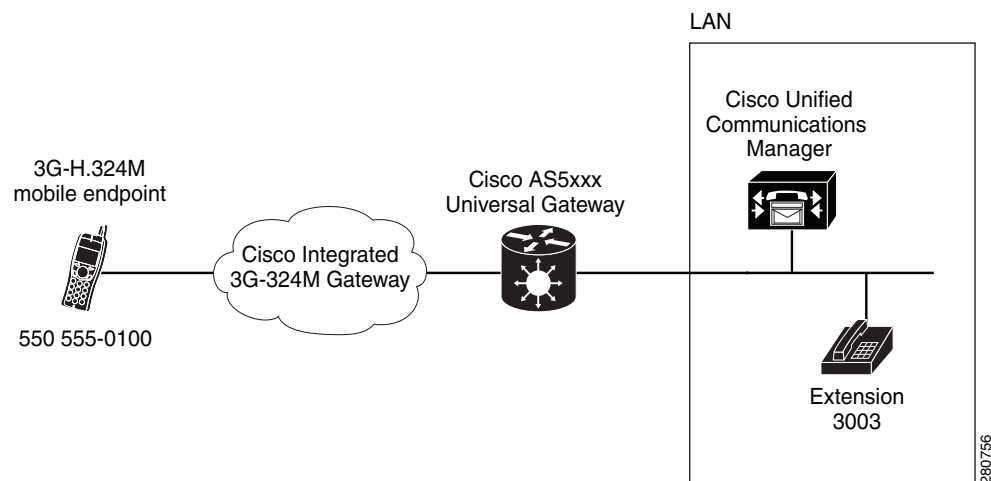 LAN
Cisco Unified
Communications
Manager
3G-H.324M
mobile endpoint
Cisco AS5xxx
Universal Gateway
Cisco Integrated
3G-324M Gateway
550 555-0100
Extension
3003
280756